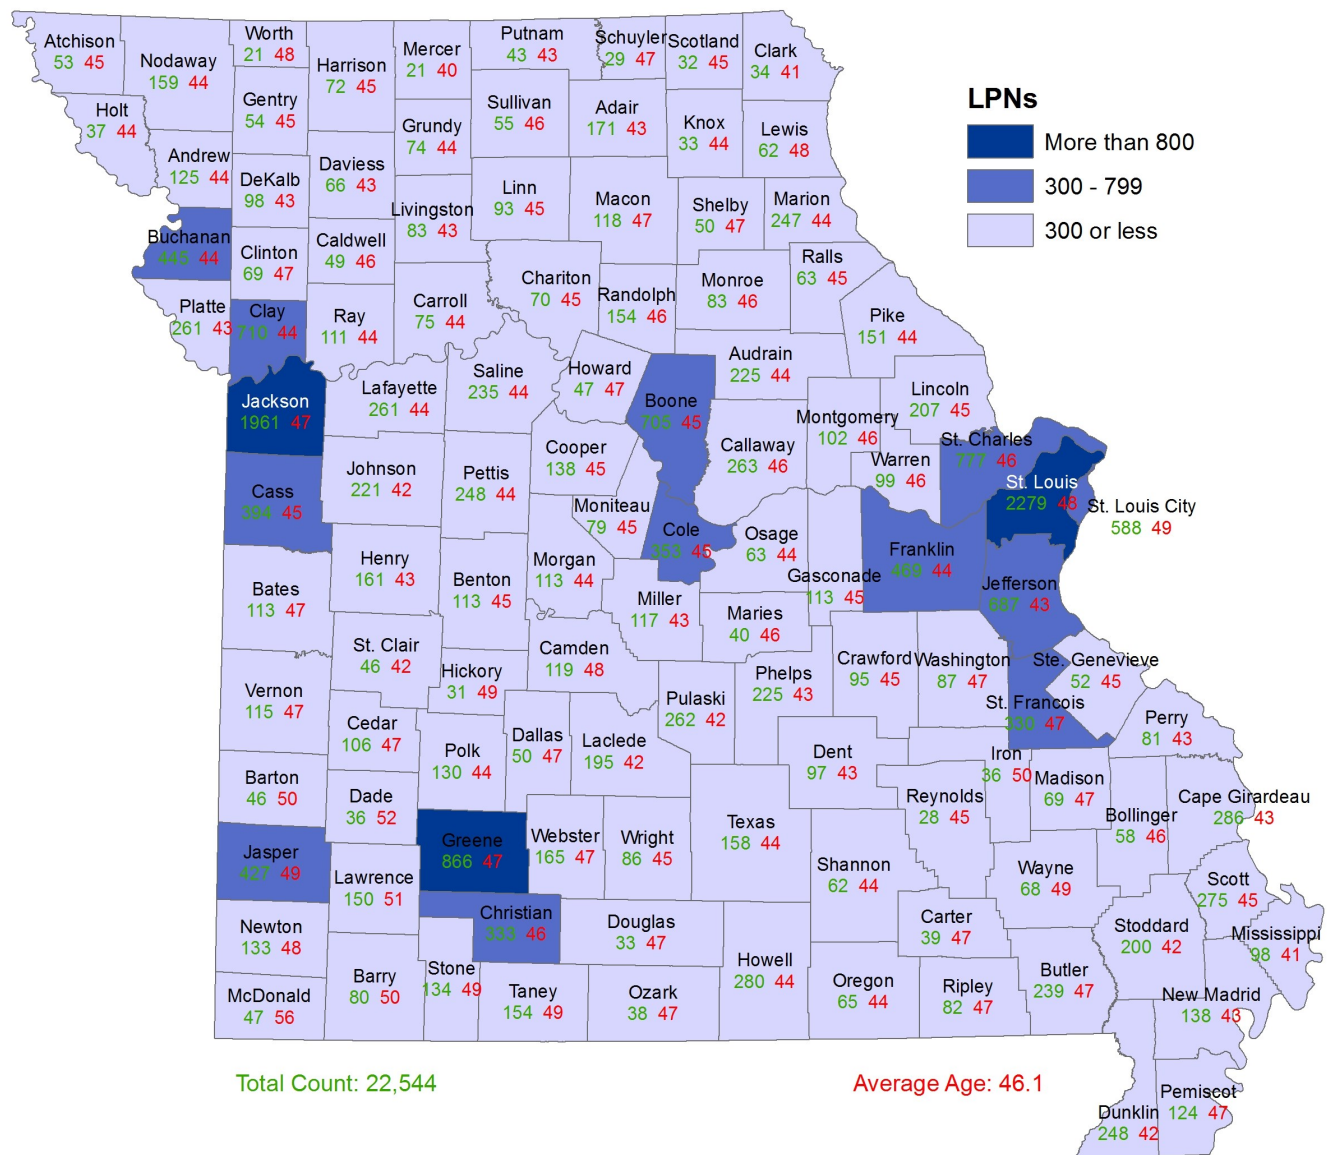 Atchison
53 45
Nodaway
159 44
Worth
21 48
Harrison
72 45
Mercer
21 40
Putnam
43 43
Schuyler
29 47
Scotland
32 45
Clark
34 41
LPNs
More than 800
300 - 799
300 or less
Holt
37 44
Gentry
54 45
Grundy
74 44
Sullivan
55 46
Adair
171 43
Knox
33 44
Lewis
62 48
Andrew
125 44
DeKalb
98 43
Daviess
66 43
Livingston
83 43
Linn
93 45
Macon
118 47
Shelby
50 47
Marion
247 44
Buchanan
448 44
Clinton
69 47
Caldwell
49 46
Chariton
70 45
Randolph
154 46
Monroe
83 46
Ralls
63 45
Platte
261 43
Clay
710 44
Ray
111 44
Carroll
75 44
Pike
151 44
Audrain
225 44
Jackson
1961 47
Lafayette
261 44
Saline
235 44
Howard
47 47
Boone
705 45
Lincoln
207 45
Montgomery
102 46
Callaway
263 46
Warren
99 46
St. Charles
777 46
St. Louis
2279 48
St. Louis City
588 49
Cass
394 45
Johnson
221 42
Pettis
248 44
Cooper
138 45
Moniteau
79 45
Cole
353 45
Osage
63 44
Franklin
469 44
Jefferson
687 43
Gasconade
113 45
Bates
113 47
Henry
161 43
Benton
113 45
Morgan
113 44
Miller
117 43
Maries
40 46
St. Clair
46 42
Hickory
31 49
Camden
119 48
Phelps
225 43
Crawford
95 45
Washington
87 47
Ste. Genevieve
52 45
St. Francois
330 47
Vernon
115 47
Cedar
106 47
Polk
130 44
Dallas
50 47
Laclede
195 42
Pulaski
262 42
Dent
97 43
Iron
36 50
Perry
81 43
Barton
46 50
Dade
36 52
Reynolds
28 45
Madison
69 47
Bollinger
58 46
Cape Girardeau
286 43
Jasper
427 49
Greene
866 47
Webster
165 47
Wright
86 45
Texas
158 44
Shannon
62 44
Wayne
68 49
Scott
275 45
Lawrence
150 51
Christian
333 46
Newton
133 48
Douglas
33 47
Carter
39 47
Stoddard
200 42
Mississippi
98 41
McDonald
47 56
Barry
80 50
Stone
134 49
Taney
154 49
Ozark
38 47
Howell
280 44
Oregon
65 44
Ripley
82 47
Butler
239 47
New Madrid
138 43
Pemiscot
124 47
Dunklin
248 42
Total Count: 22,544
Average Age: 46.1